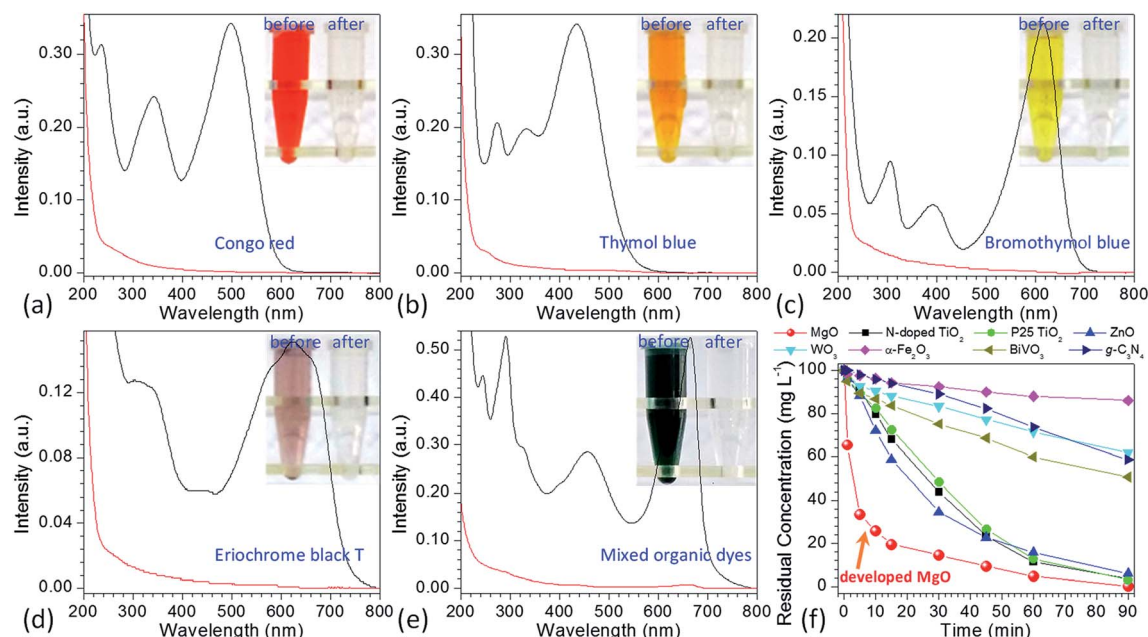 before after
0.30
0.20
0.10
0.00
Intensity (a.u.)
Congo red
200 300 400 500 600 700 800
Wavelength (nm)
(a)
before after
0.30
0.20
0.10
0.00
Intensity (a.u.)
Thymol blue
200 300 400 500 600 700 800
Wavelength (nm)
(b)
before after
0.20
0.15
0.10
0.05
0.00
Intensity (a.u.)
Bromothymol blue
200 300 400 500 600 700 800
Wavelength (nm)
(c)
before after
0.12
0.08
0.04
0.00
Intensity (a.u.)
Eriochrome black T
200 300 400 500 600 700 800
Wavelength (nm)
(d)
before after
0.50
0.40
0.30
0.20
0.10
0.00
Intensity (a.u.)
Mixed organic dyes
200 300 400 500 600 700 800
Wavelength (nm)
(e)
MgO N-doped TiO₂ P25 TiO₂ ZnO
WO₃ α-Fe₂O₃ BiVO₃ g-C₃N₄
100
80
60
40
20
0
Residual Concentration (mg L⁻¹)
developed MgO
0 10 20 30 40 50 60 70 80 90
Time (min)
(f)